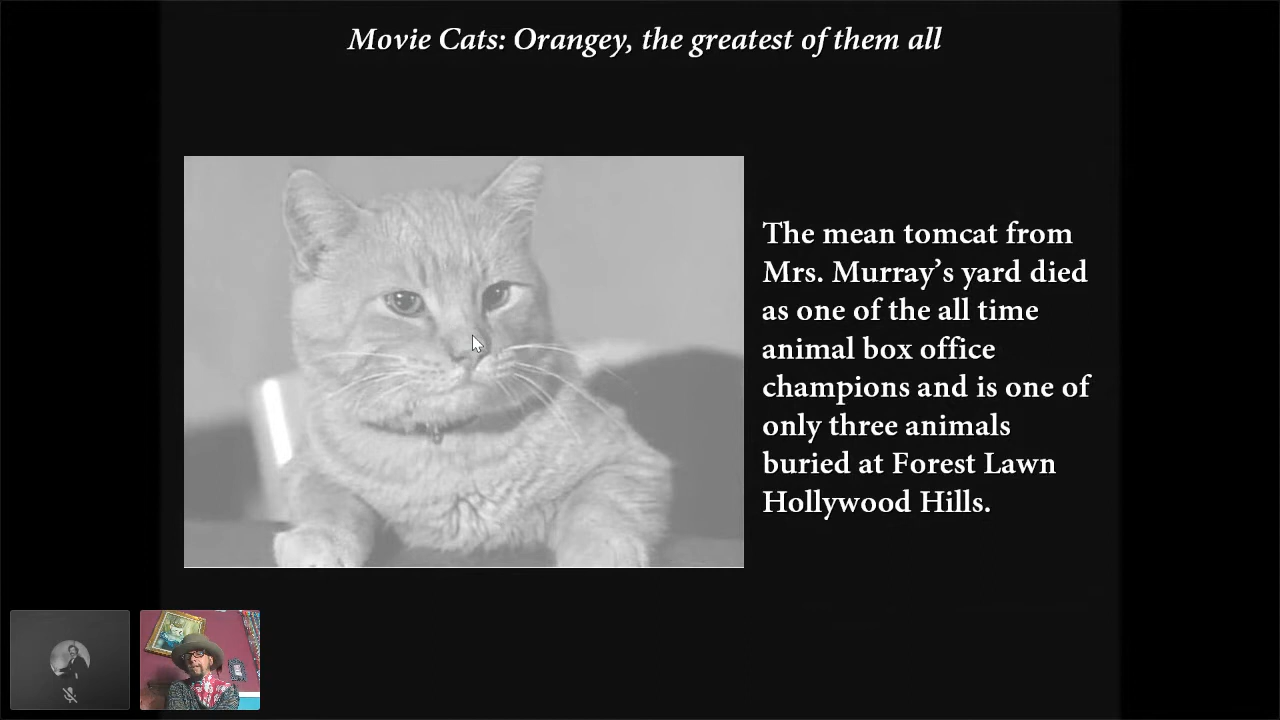 Movie Cats: Orangey, the greatest of them all
The mean tomcat from
Mrs. Murray’s yard died
as one of the all time
animal box office
champions and is one of
only three animals
buried at Forest Lawn
Hollywood Hills.